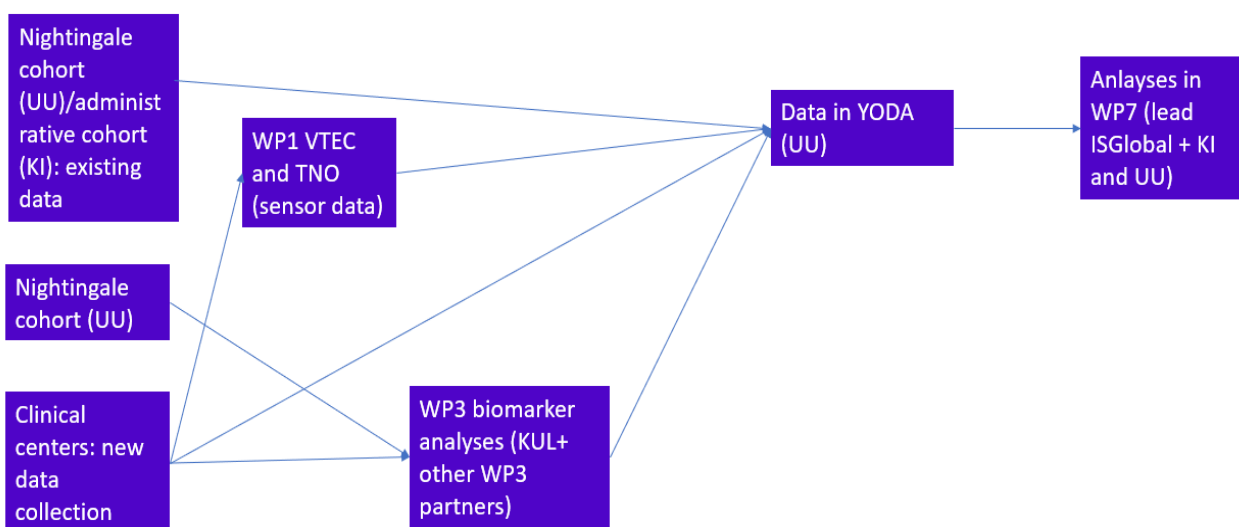 Nightingale
cohort
(UU)/administ
rative cohort
(KI): existing
data
WP1 VTEC
and TNO
(sensor data)
Data in YODA
(UU)
Anlayses in
WP7 (lead
ISGlobal + KI
and UU)
Nightingale
cohort (UU)
Clinical
centers: new
data
collection
WP3 biomarker
analyses (KUL+
other WP3
partners)